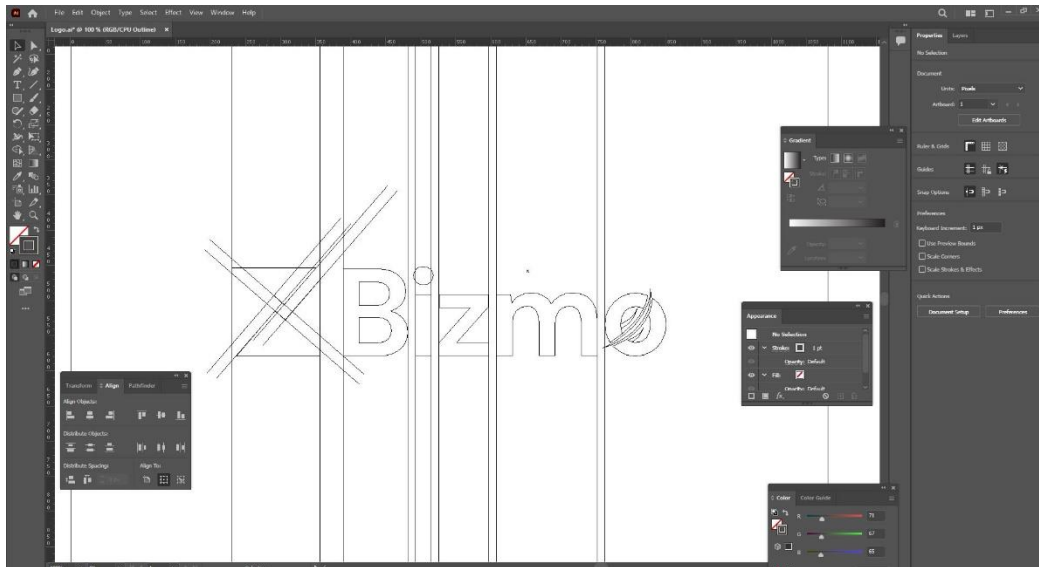 File Edit Object Type Select Effect View Window Help
Logo.ai* @ 100 % (RGB/CPU Outline) ×
Bizmo
Transform Align Pathfinder
Align Objects:
Distribute Objects:
Distribute Spacing: Align To:
Gradient
Type:
Stroke:
Opacity:
Location:
Appearance
No Selection
Stroke: 1 pt
Opacity: Default
Fill:
Opacity: Default
fx.
Color Color Guide
R 71
G 67
B 65
Properties Layers
No Selection
Document
Units: Pixels
Artboard: 1
Edit Artboards
Ruler & Grids
Guides
Snap Options
Preferences
Keyboard Increment: 1 px
Use Preview Bounds
Scale Corners
Scale Strokes & Effects
Quick Actions
Document Setup Preferences